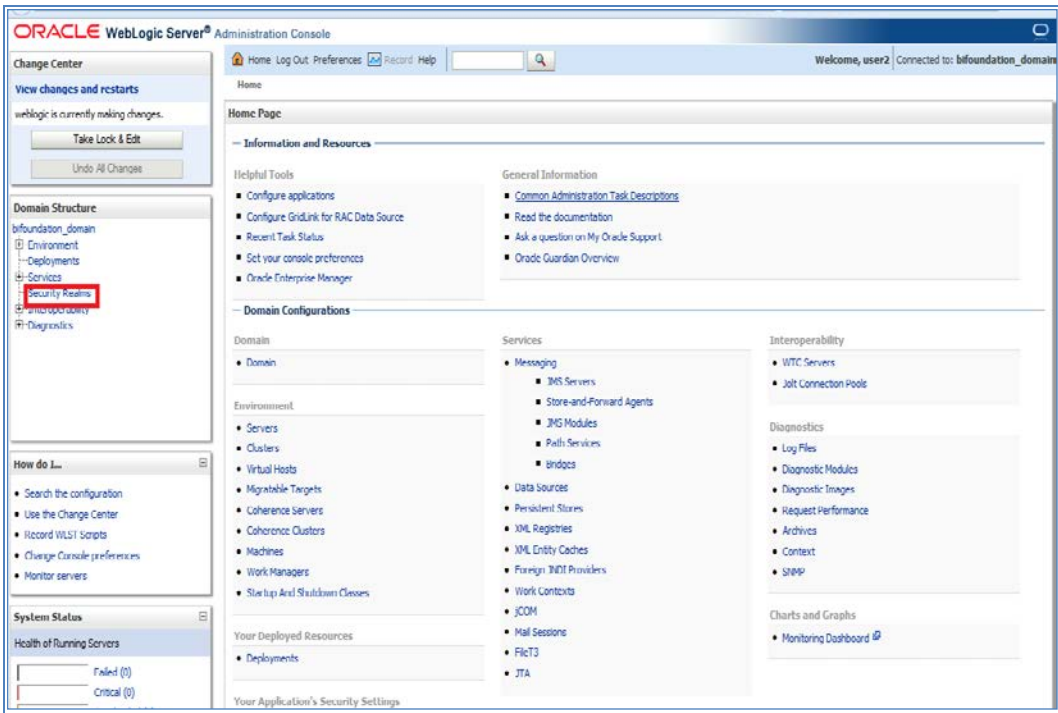 ORACLE WebLogic Server® Administration Console
Change Center
View changes and restarts
weblogic is currently making changes.
Take Lock & Edit
Undo All Changes
Domain Structure
bifoundation_domain
Environment
Deployments
Services
Security Realms
Interoperability
Diagnostics
How do I...
Search the configuration
Use the Change Center
Record WLST Scripts
Change Console preferences
Monitor servers
System Status
Health of Running Servers
Failed (0)
Critical (0)
Home Log Out Preferences Record Help
Welcome, user2 Connected to: bifoundation_domain
Home
Home Page
Information and Resources
Helpful Tools
Configure applications
Configure GridLink for RAC Data Source
Recent Task Status
Set your console preferences
Oracle Enterprise Manager
General Information
Common Administration Task Descriptions
Read the documentation
Ask a question on My Oracle Support
Oracle Guardian Overview
Domain Configurations
Domain
Domain
Environment
Servers
Clusters
Virtual Hosts
Migratable Targets
Coherence Servers
Coherence Clusters
Machines
Work Managers
Startup And Shutdown Classes
Your Deployed Resources
Deployments
Your Application's Security Settings
Services
Messaging
JMS Servers
Store-and-Forward Agents
JMS Modules
Path Services
Bridges
Data Sources
Persistent Stores
XML Registries
XML Entity Caches
Foreign JNDI Providers
Work Contexts
jCOM
Mail Sessions
FileT3
JTA
Interoperability
WTC Servers
Jolt Connection Pools
Diagnostics
Log Files
Diagnostic Modules
Diagnostic Images
Request Performance
Archives
Context
SNMP
Charts and Graphs
Monitoring Dashboard